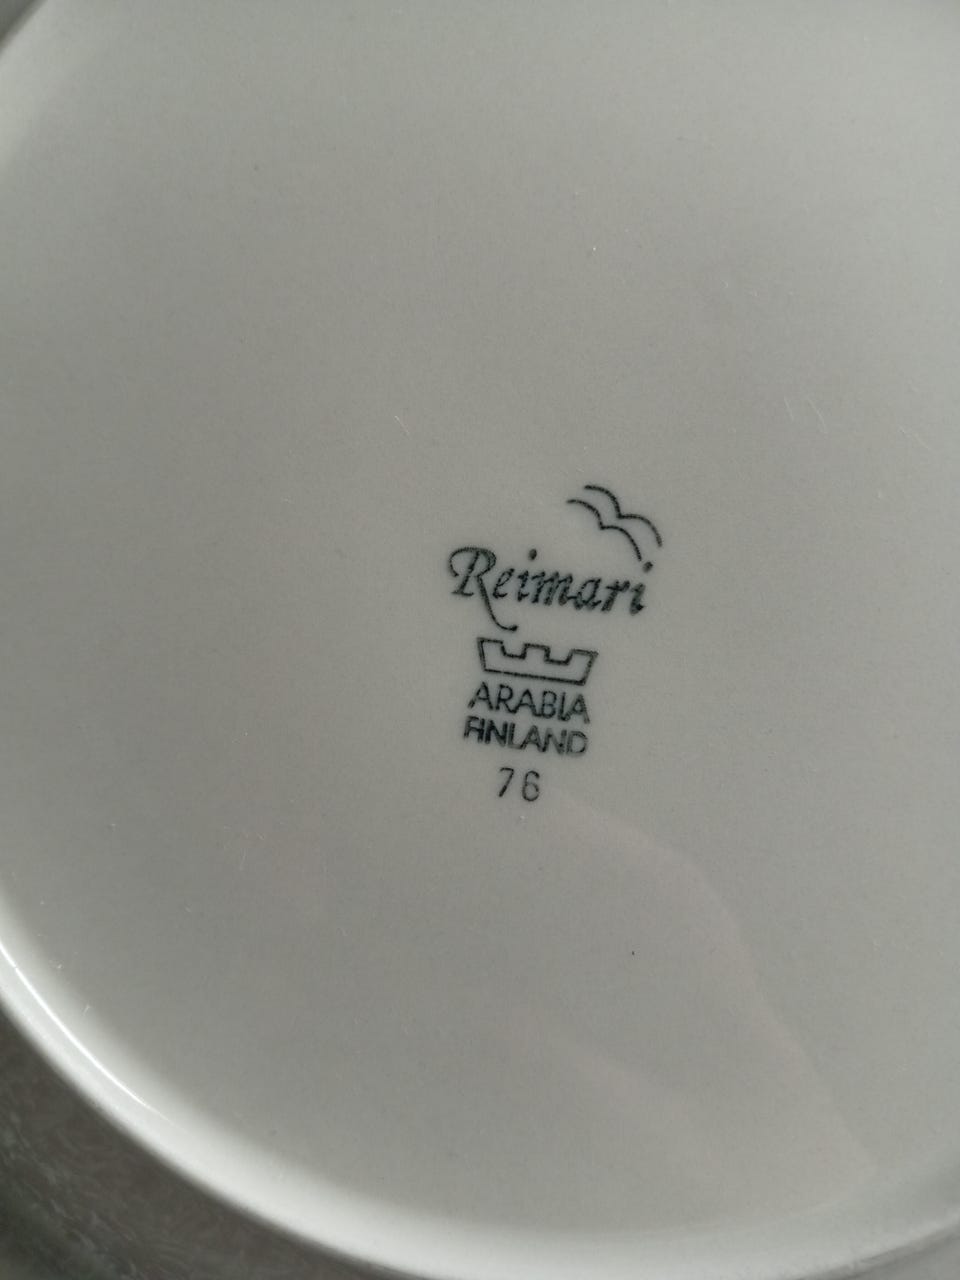 Reimari
ARABIA
FINLAND
76